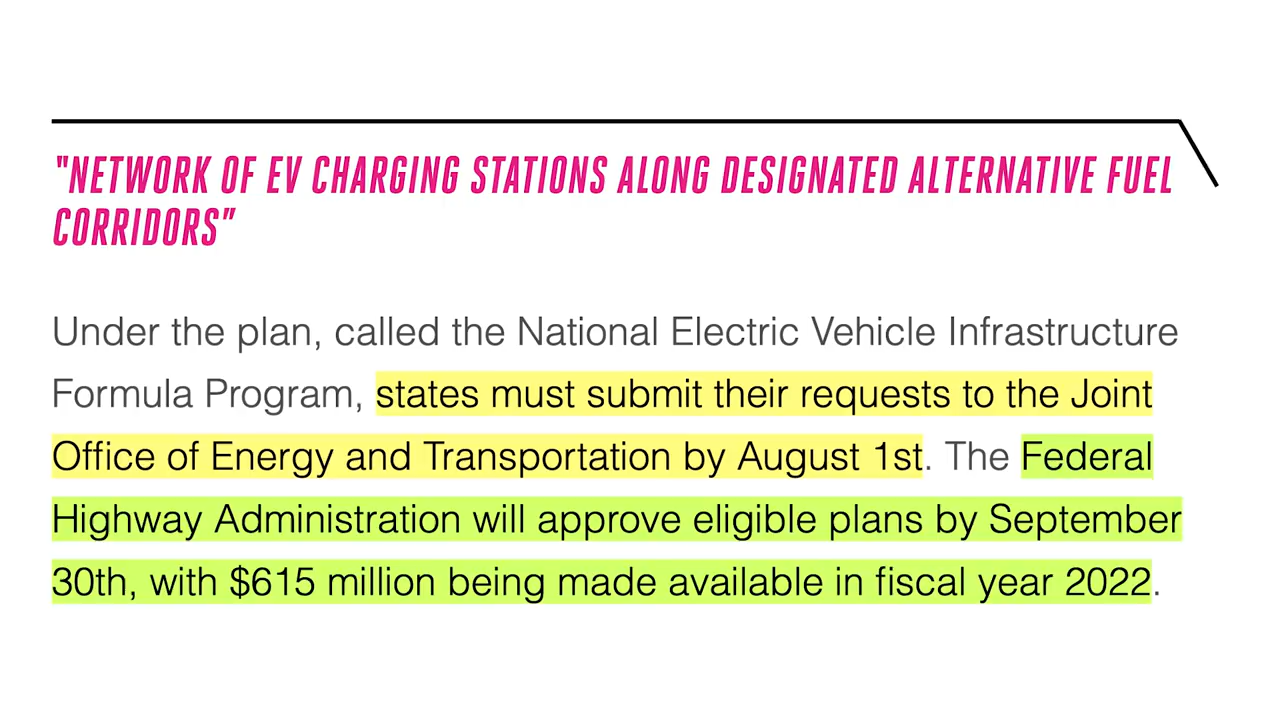 "NETWORK OF EV CHARGING STATIONS ALONG DESIGNATED ALTERNATIVE FUEL
CORRIDORS”
Under the plan, called the National Electric Vehicle Infrastructure
Formula Program, states must submit their requests to the Joint
Office of Energy and Transportation by August 1st. The Federal
Highway Administration will approve eligible plans by September
30th, with $615 million being made available in fiscal year 2022.